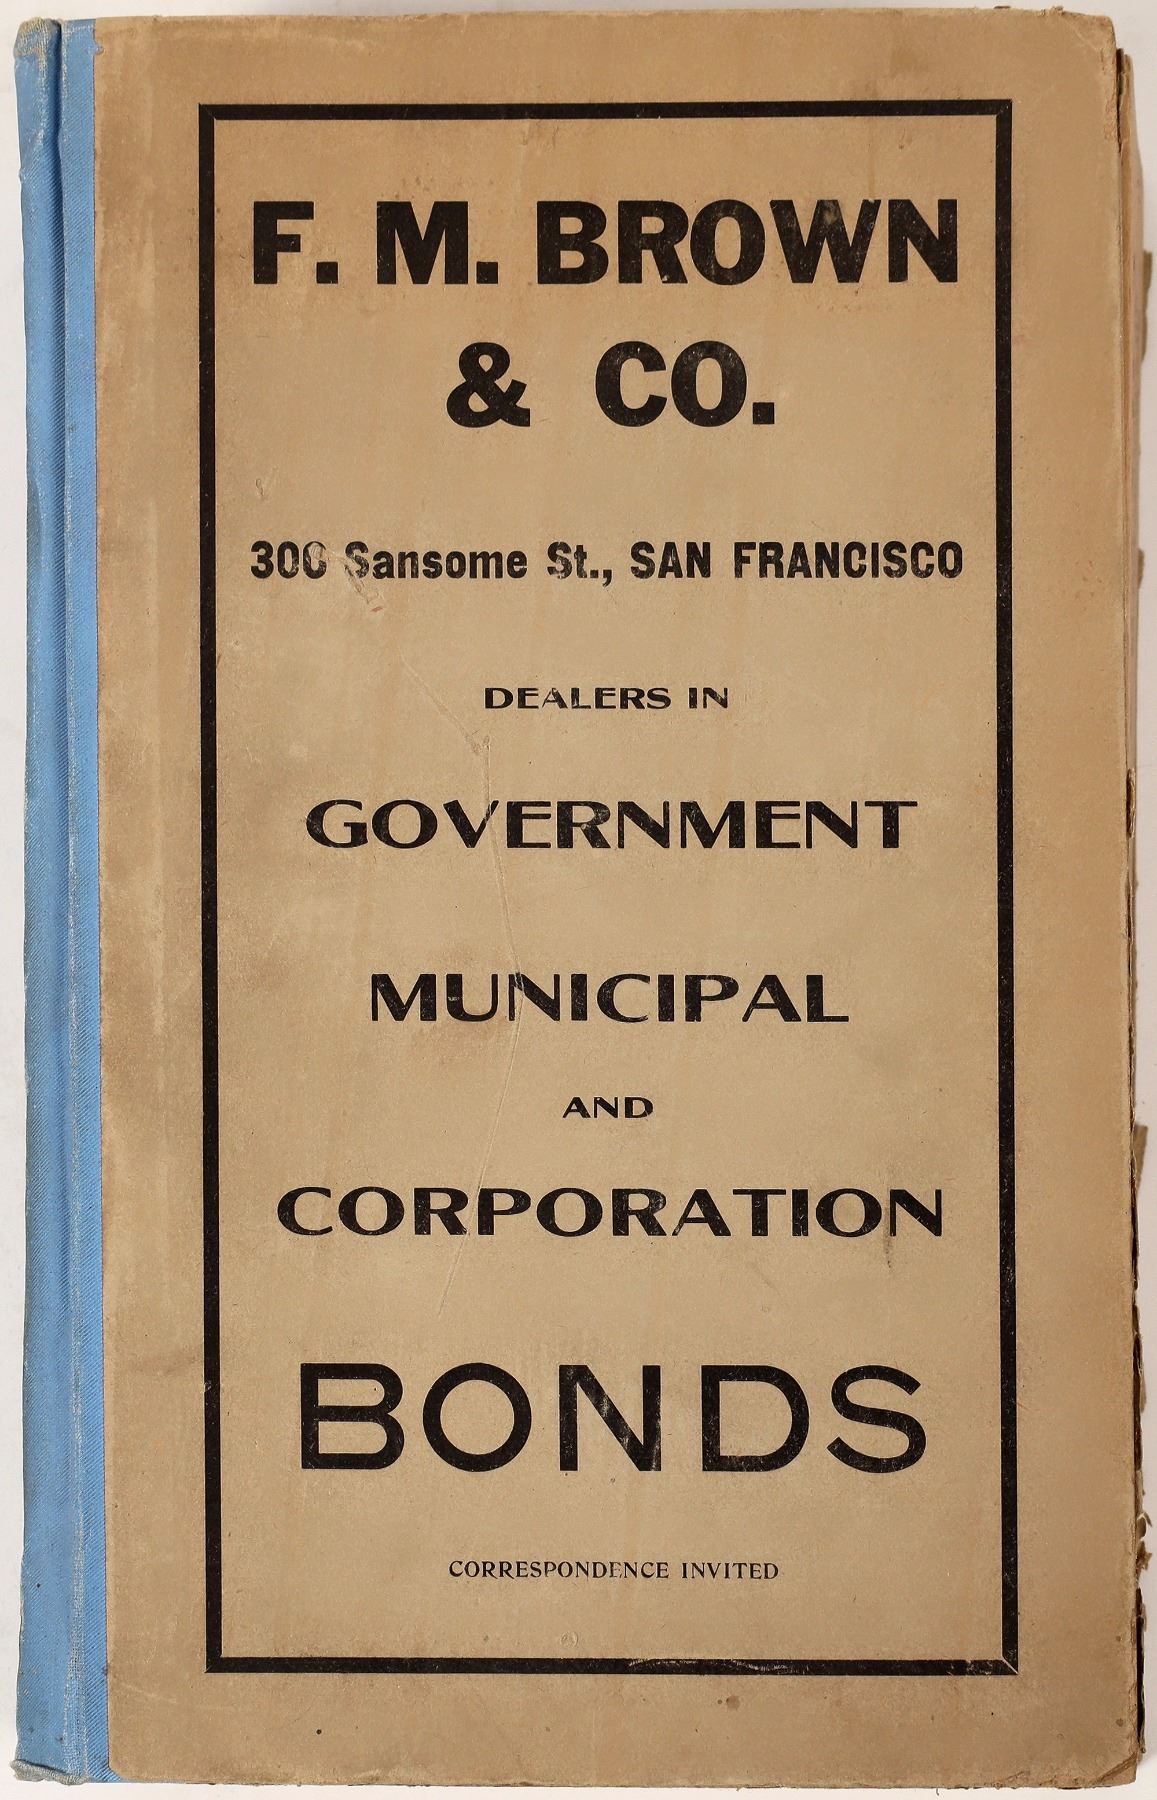 F. M. BROWN
& CO.
300 Sansome St., SAN FRANCISCO
DEALERS IN
GOVERNMENT
MUNICIPAL
AND
CORPORATION
BONDS
CORRESPONDENCE INVITED